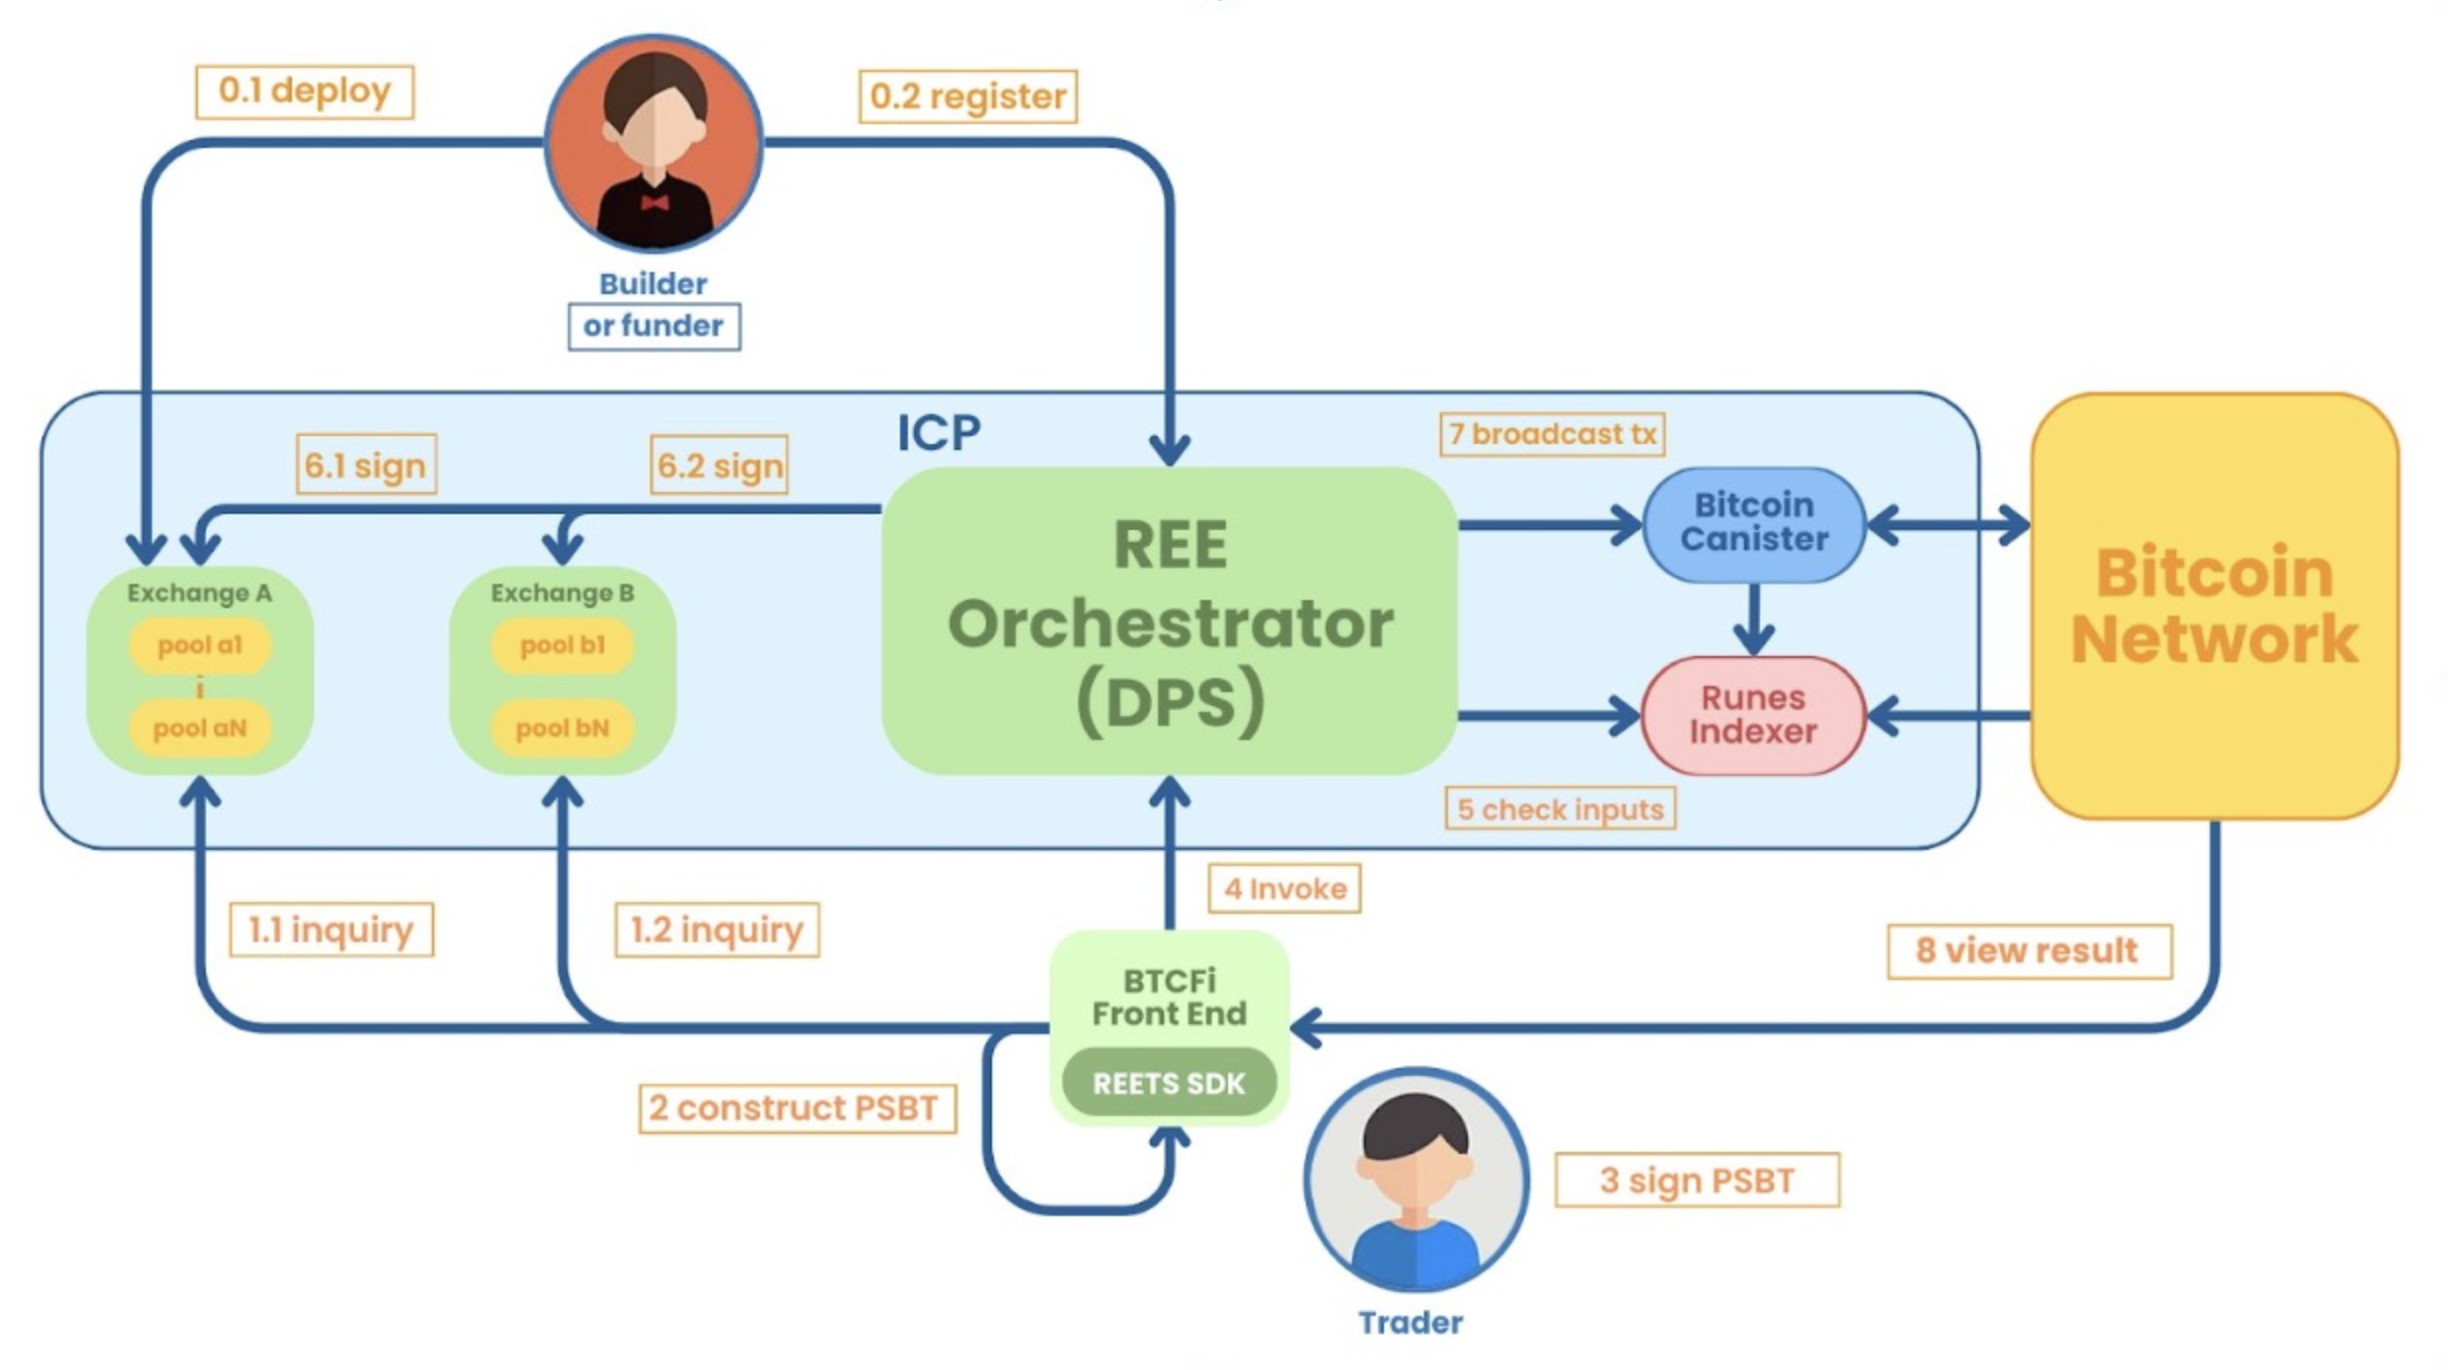 0.1 deploy
0.2 register
Builder
or funder
ICP
7 broadcast tx
6.1 sign
6.2 sign
REE
Orchestrator
(DPS)
Bitcoin
Canister
Bitcoin
Network
Exchange A
pool a1
pool aN
Exchange B
pool b1
pool bN
Runes
Indexer
5 check inputs
4 Invoke
1.1 inquiry
1.2 inquiry
8 view result
BTCFi
Front End
REETS SDK
2 construct PSBT
3 sign PSBT
Trader